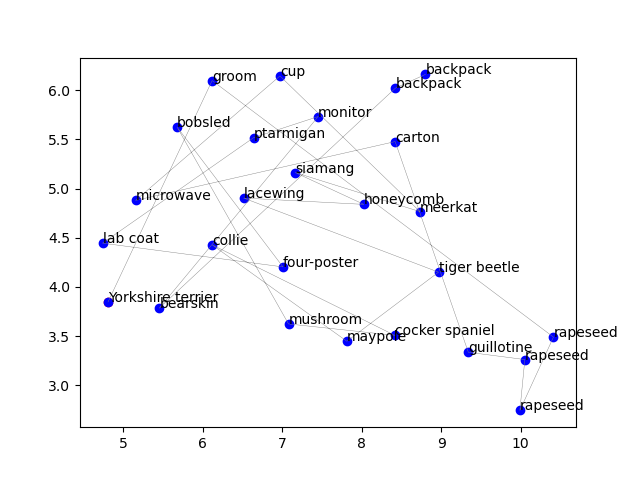 backpack
cup
groom
backpack
6.0
monitor
bobsled
ptarmigan
carton
5.5
siamang
5.0
microwave
lacewing
honeycomb
meerkat
4.5
lab coat
collie
four-poster
tiger beetle
4.0
Yorkshire terrier
bearskin
mushroom
cocker spaniel
rapeseed
3.5
maypole
guillotine
rapeseed
3.0
rapeseed
5 6 7 8 9 10